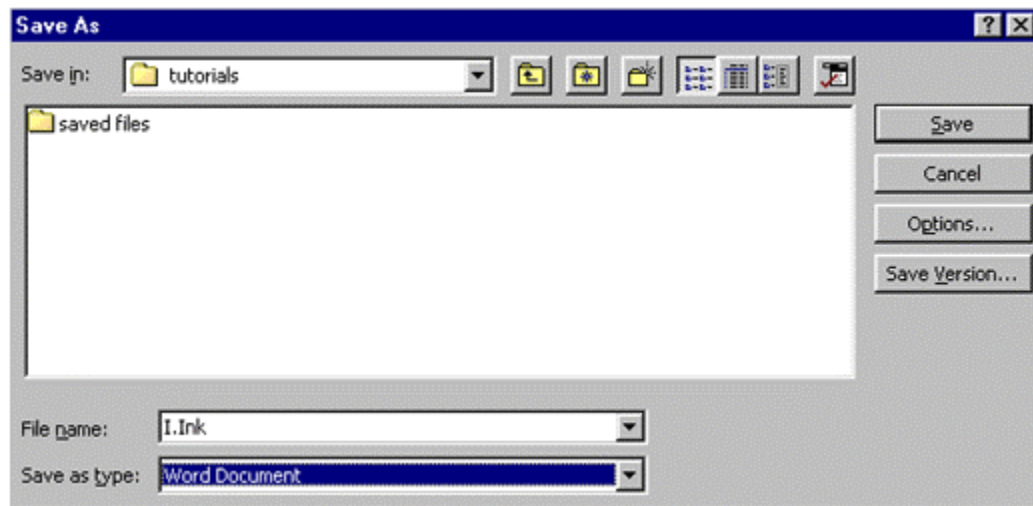 Save As
Save in: tutorials
saved files
Save
Cancel
Options...
Save Version...
File name: I.Ink
Save as type: Word Document